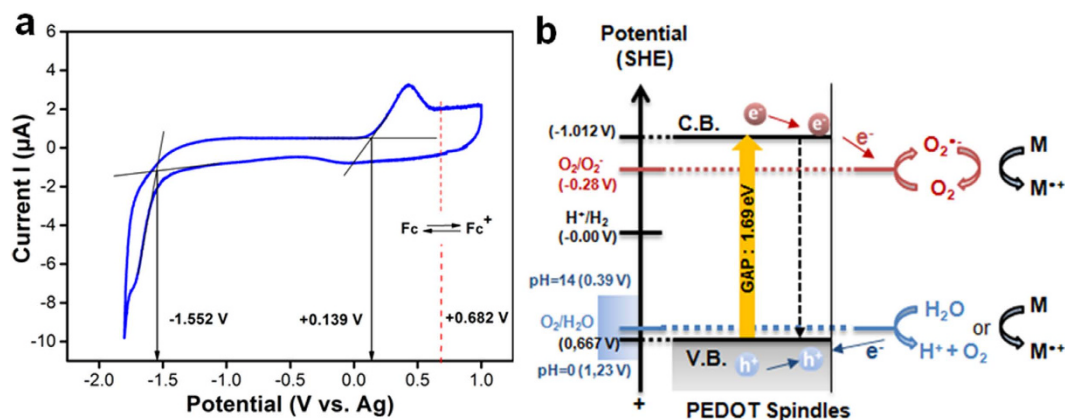 a
Current I (µA)
6
4
2
0
-2
-4
-6
-8
-10
Fc ⇌ Fc+
-1.552 V
+0.139 V
+0.682 V
-2.0 -1.5 -1.0 -0.5 0.0 0.5 1.0
Potential (V vs. Ag)
b
Potential
(SHE)
(-1.012 V)
C.B.
e-
e-
e-
O2/O2-
(-0.28 V)
O2•-
O2
M
M•+
H+/H2
(-0.00 V)
GAP : 1.69 eV
pH=14 (0.39 V)
O2/H2O
(0,667 V)
pH=0 (1,23 V)
V.B.
h+
h+
e-
H2O
H+ + O2
or
M
M•+
+
PEDOT Spindles